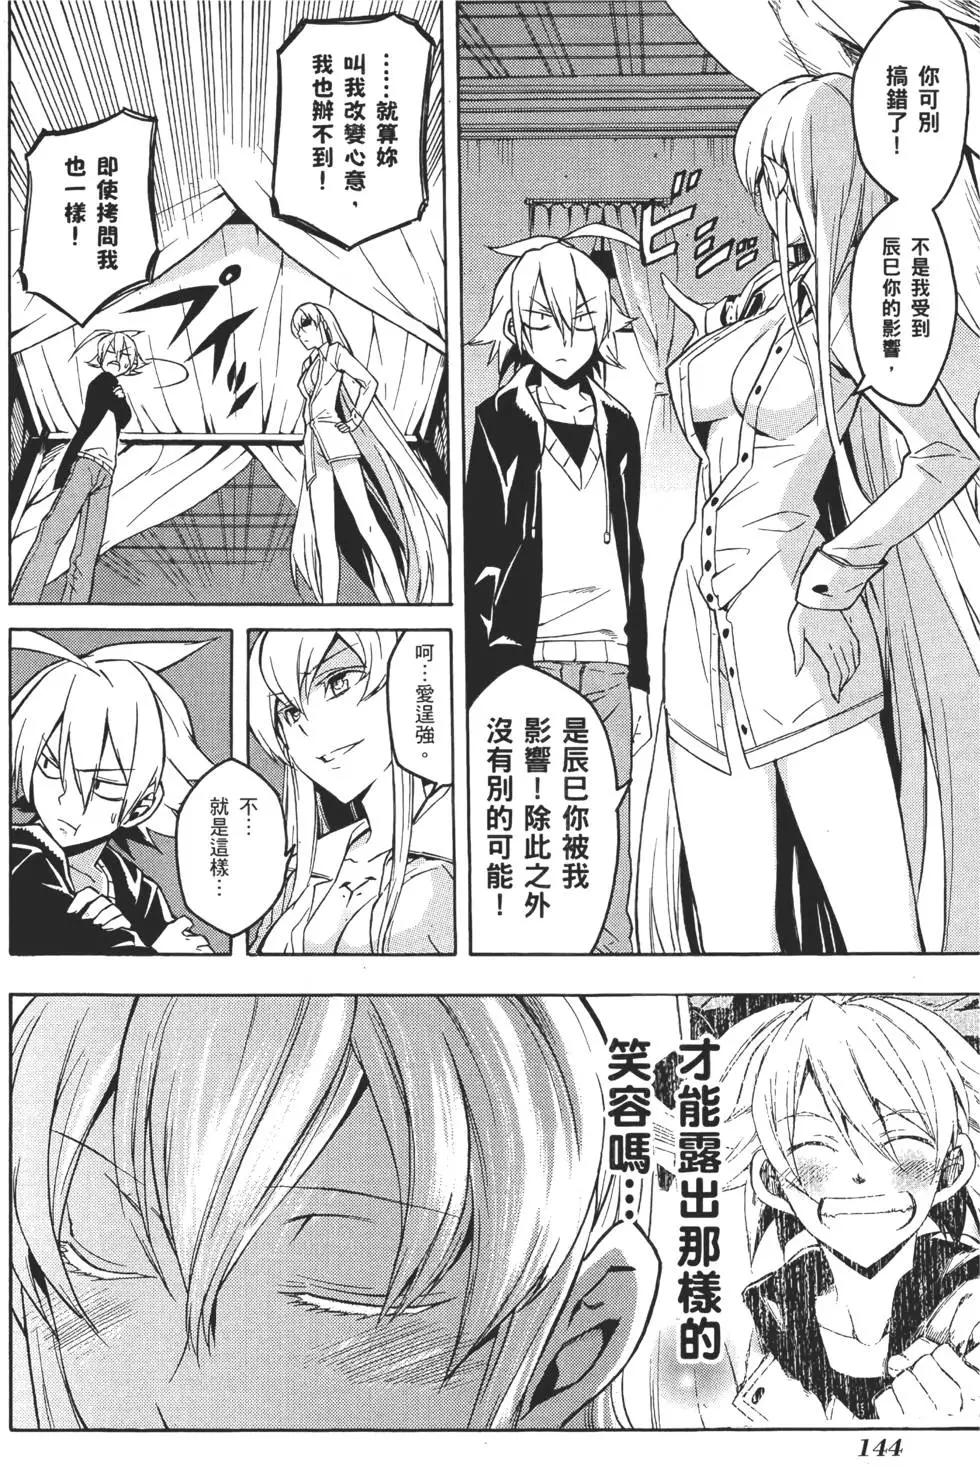 你可別
搞錯了！
不是我受到
辰巳你的影響，
ビシッ
是辰巳你被我
影響！除此之外
沒有別的可能！
……就算妳
叫我改變心意，
我也辦不到！
即使拷問我
也一樣！
呵…愛逞強。
不…
就是這樣…
才能露出那樣的
笑容嗎…
144